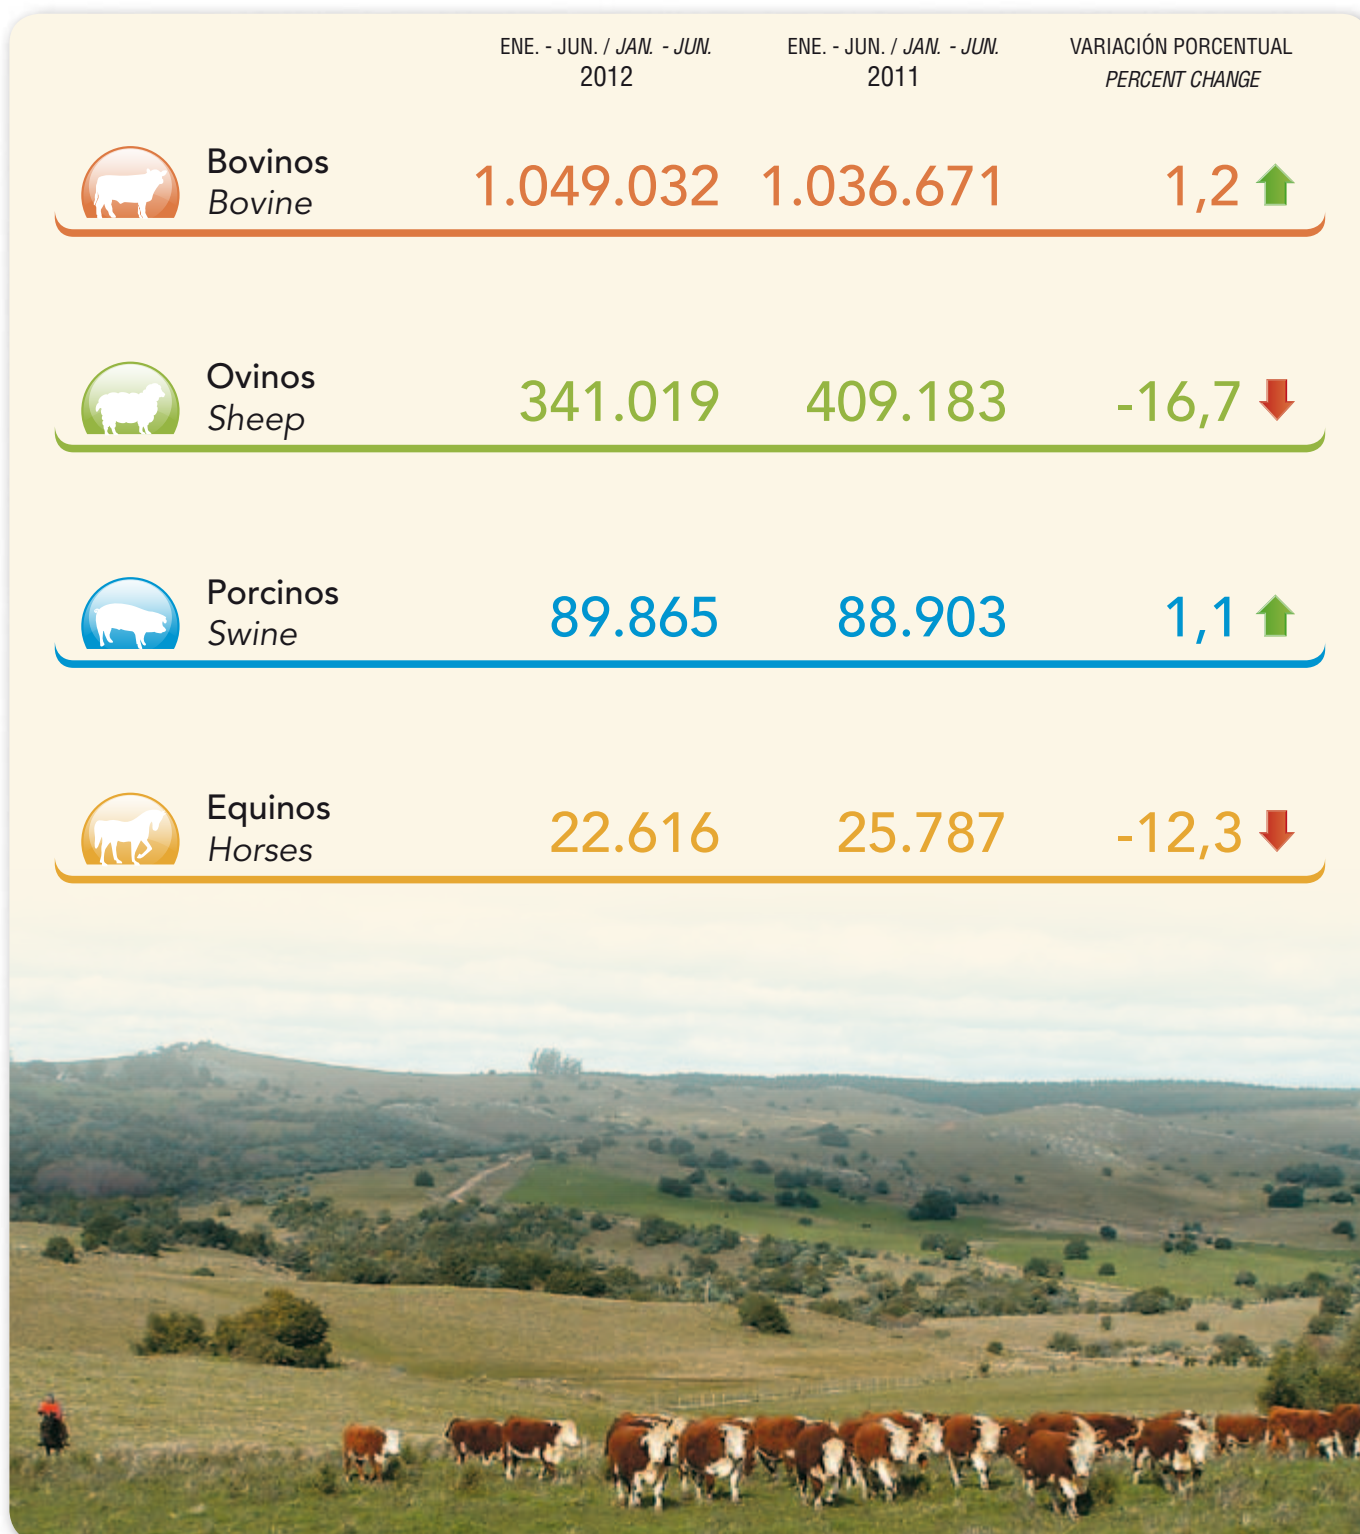 ENE. - JUN. / JAN. - JUN. ENE. - JUN. / JAN. - JUN. VARIACIÓN PORCENTUAL
2012 2011 PERCENT CHANGE
Bovinos
Bovine
1.049.032 1.036.671 1,2
Ovinos
Sheep
341.019 409.183 -16,7
Porcinos
Swine
89.865 88.903 1,1
Equinos
Horses
22.616 25.787 -12,3